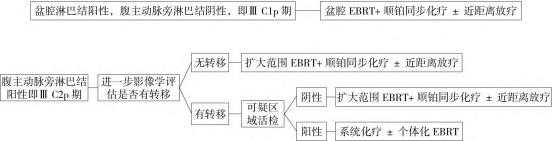 盆腔淋巴结阳性，腹主动脉旁淋巴结阴性，即Ⅲ C1p 期
盆腔 EBRT+ 顺铂同步化疗 ± 近距离放疗
腹主动脉旁淋巴结
阳性即Ⅲ C2p 期
进一步影像学评
估是否有转移
无转移
扩大范围 EBRT+ 顺铂同步化疗 ± 近距离放疗
有转移
可疑区
域活检
阴性
扩大范围 EBRT+ 顺铂同步化疗 ± 近距离放疗
阳性
系统化疗 ± 个体化 EBRT